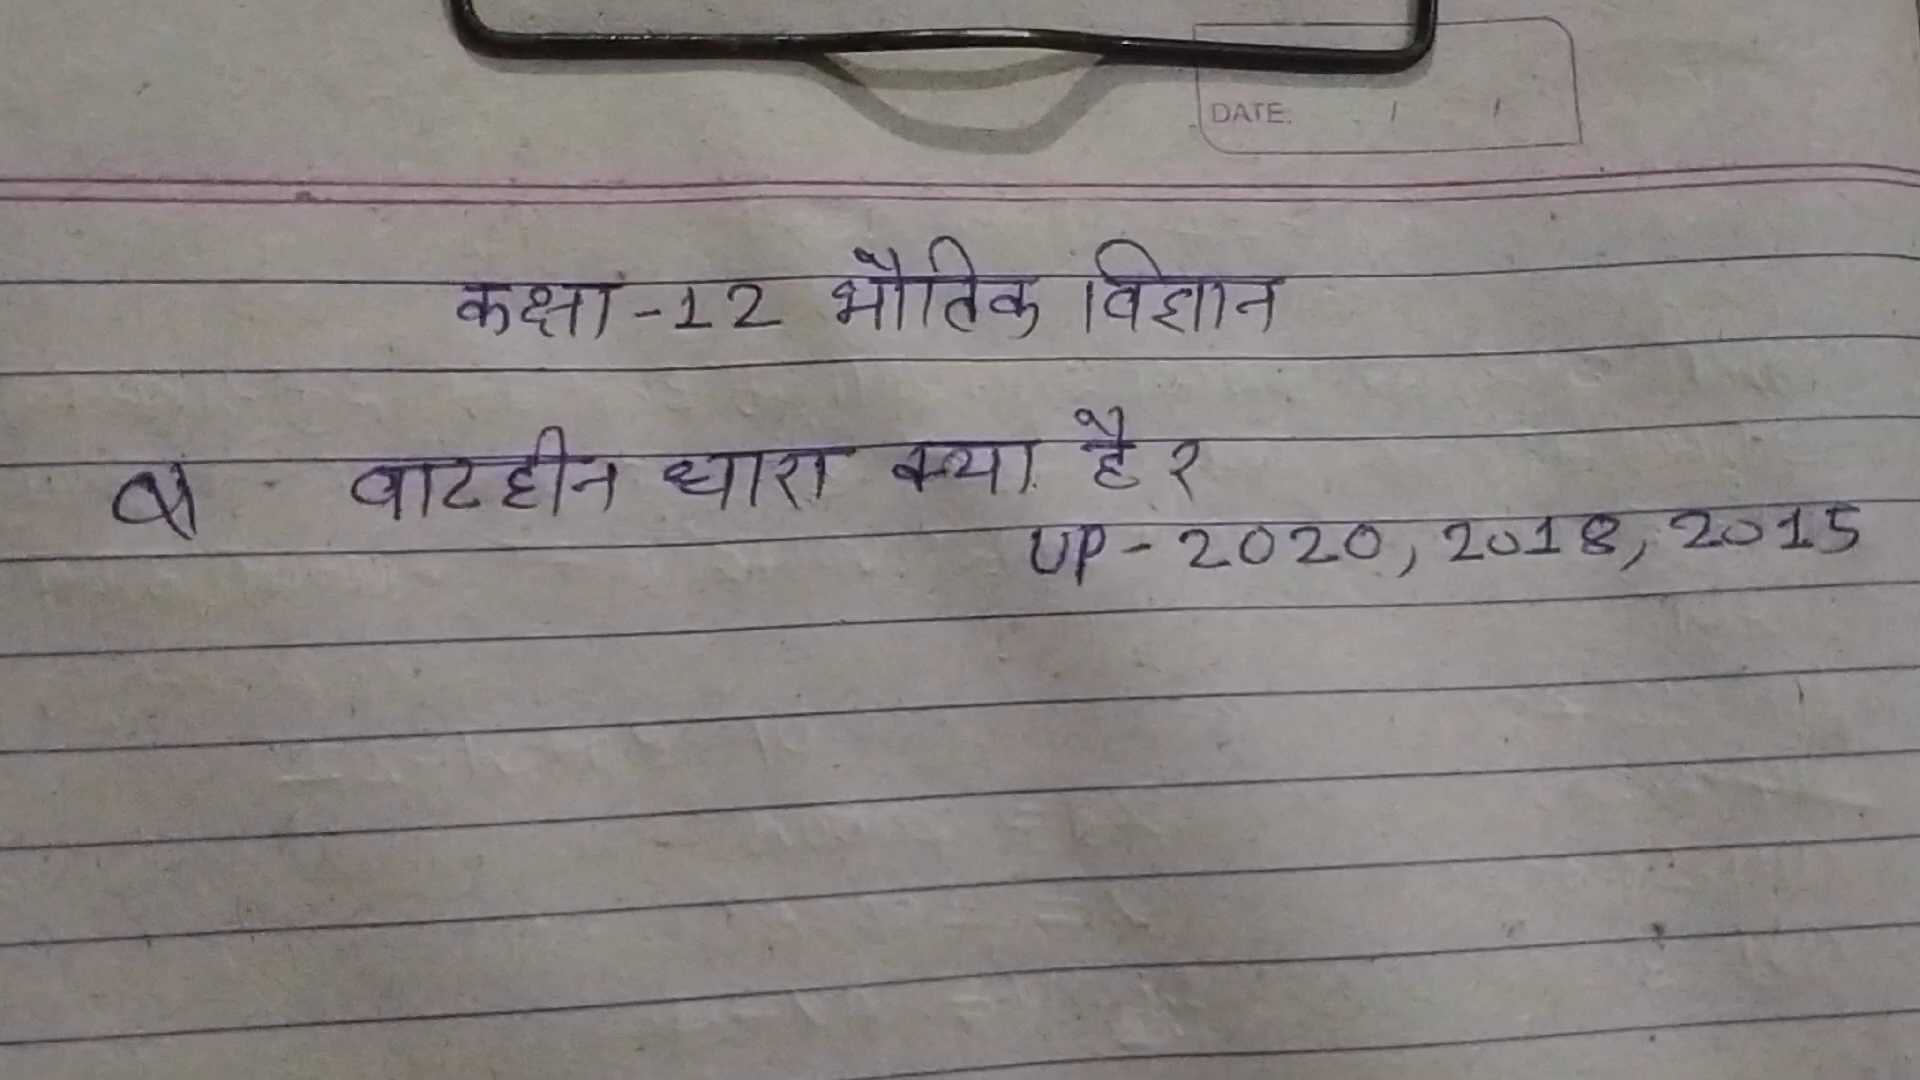 DATE. / /
कक्षा -12 भौतिक विज्ञान
Q वाटहीन धारा क्या है ?
UP - 2020, 2018, 2015